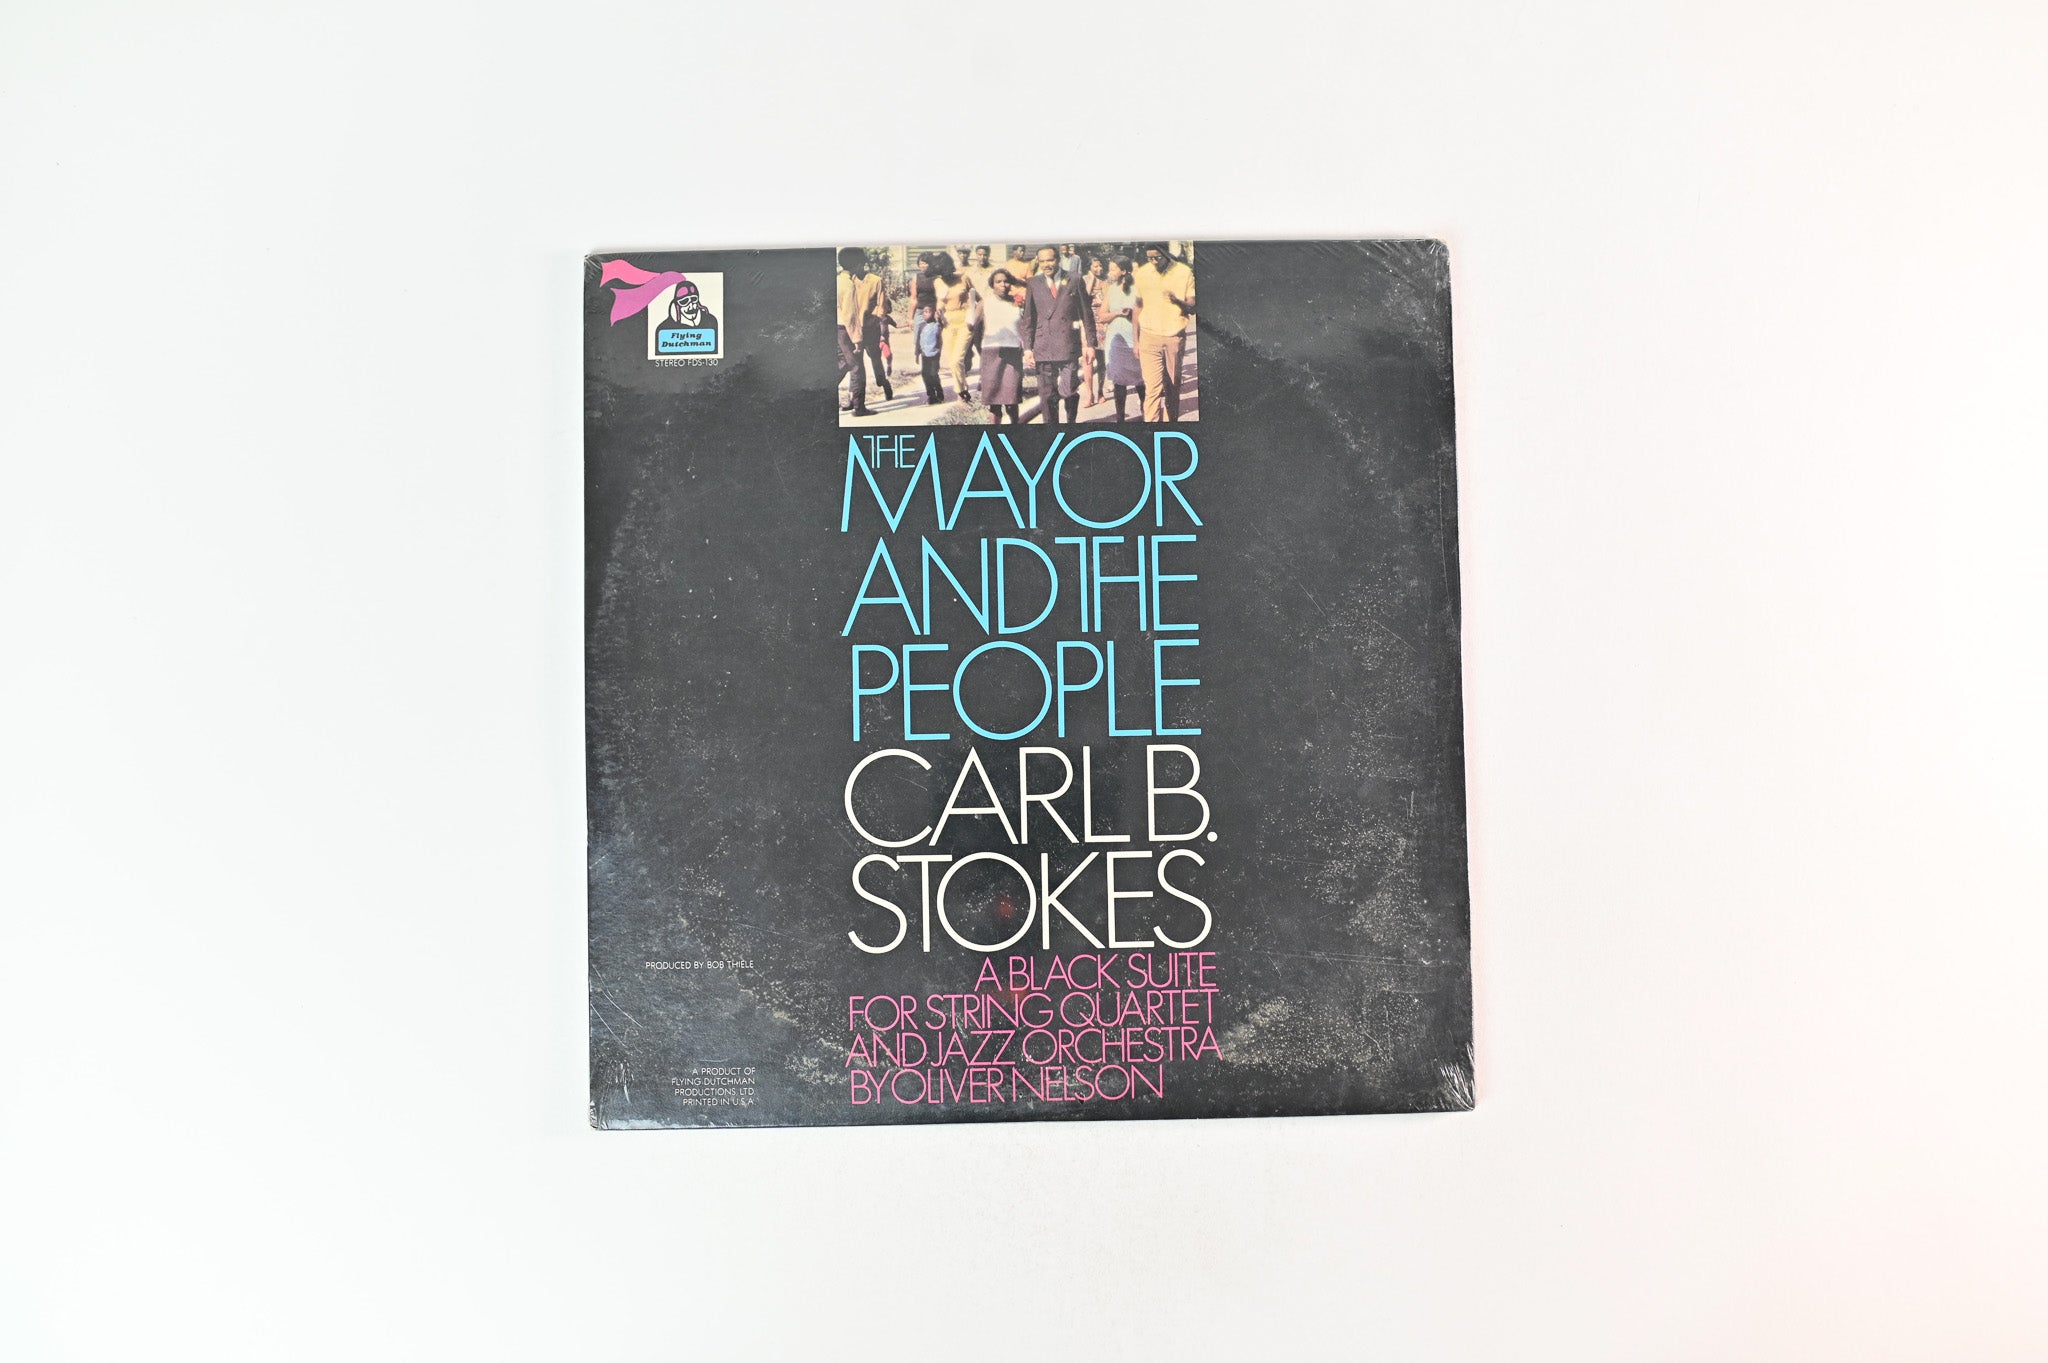 Flying
Dutchman
STEREO FDS-130
THE
MAYOR
AND THE
PEOPLE
CARL B.
STOKES
A BLACK SUITE
FOR STRING QUARTET
AND JAZZ ORCHESTRA
BY OLIVER NELSON
PRODUCED BY BOB THIELE
A PRODUCT OF
FLYING DUTCHMAN
PRODUCTIONS LTD
PRINTED IN U.S.A.